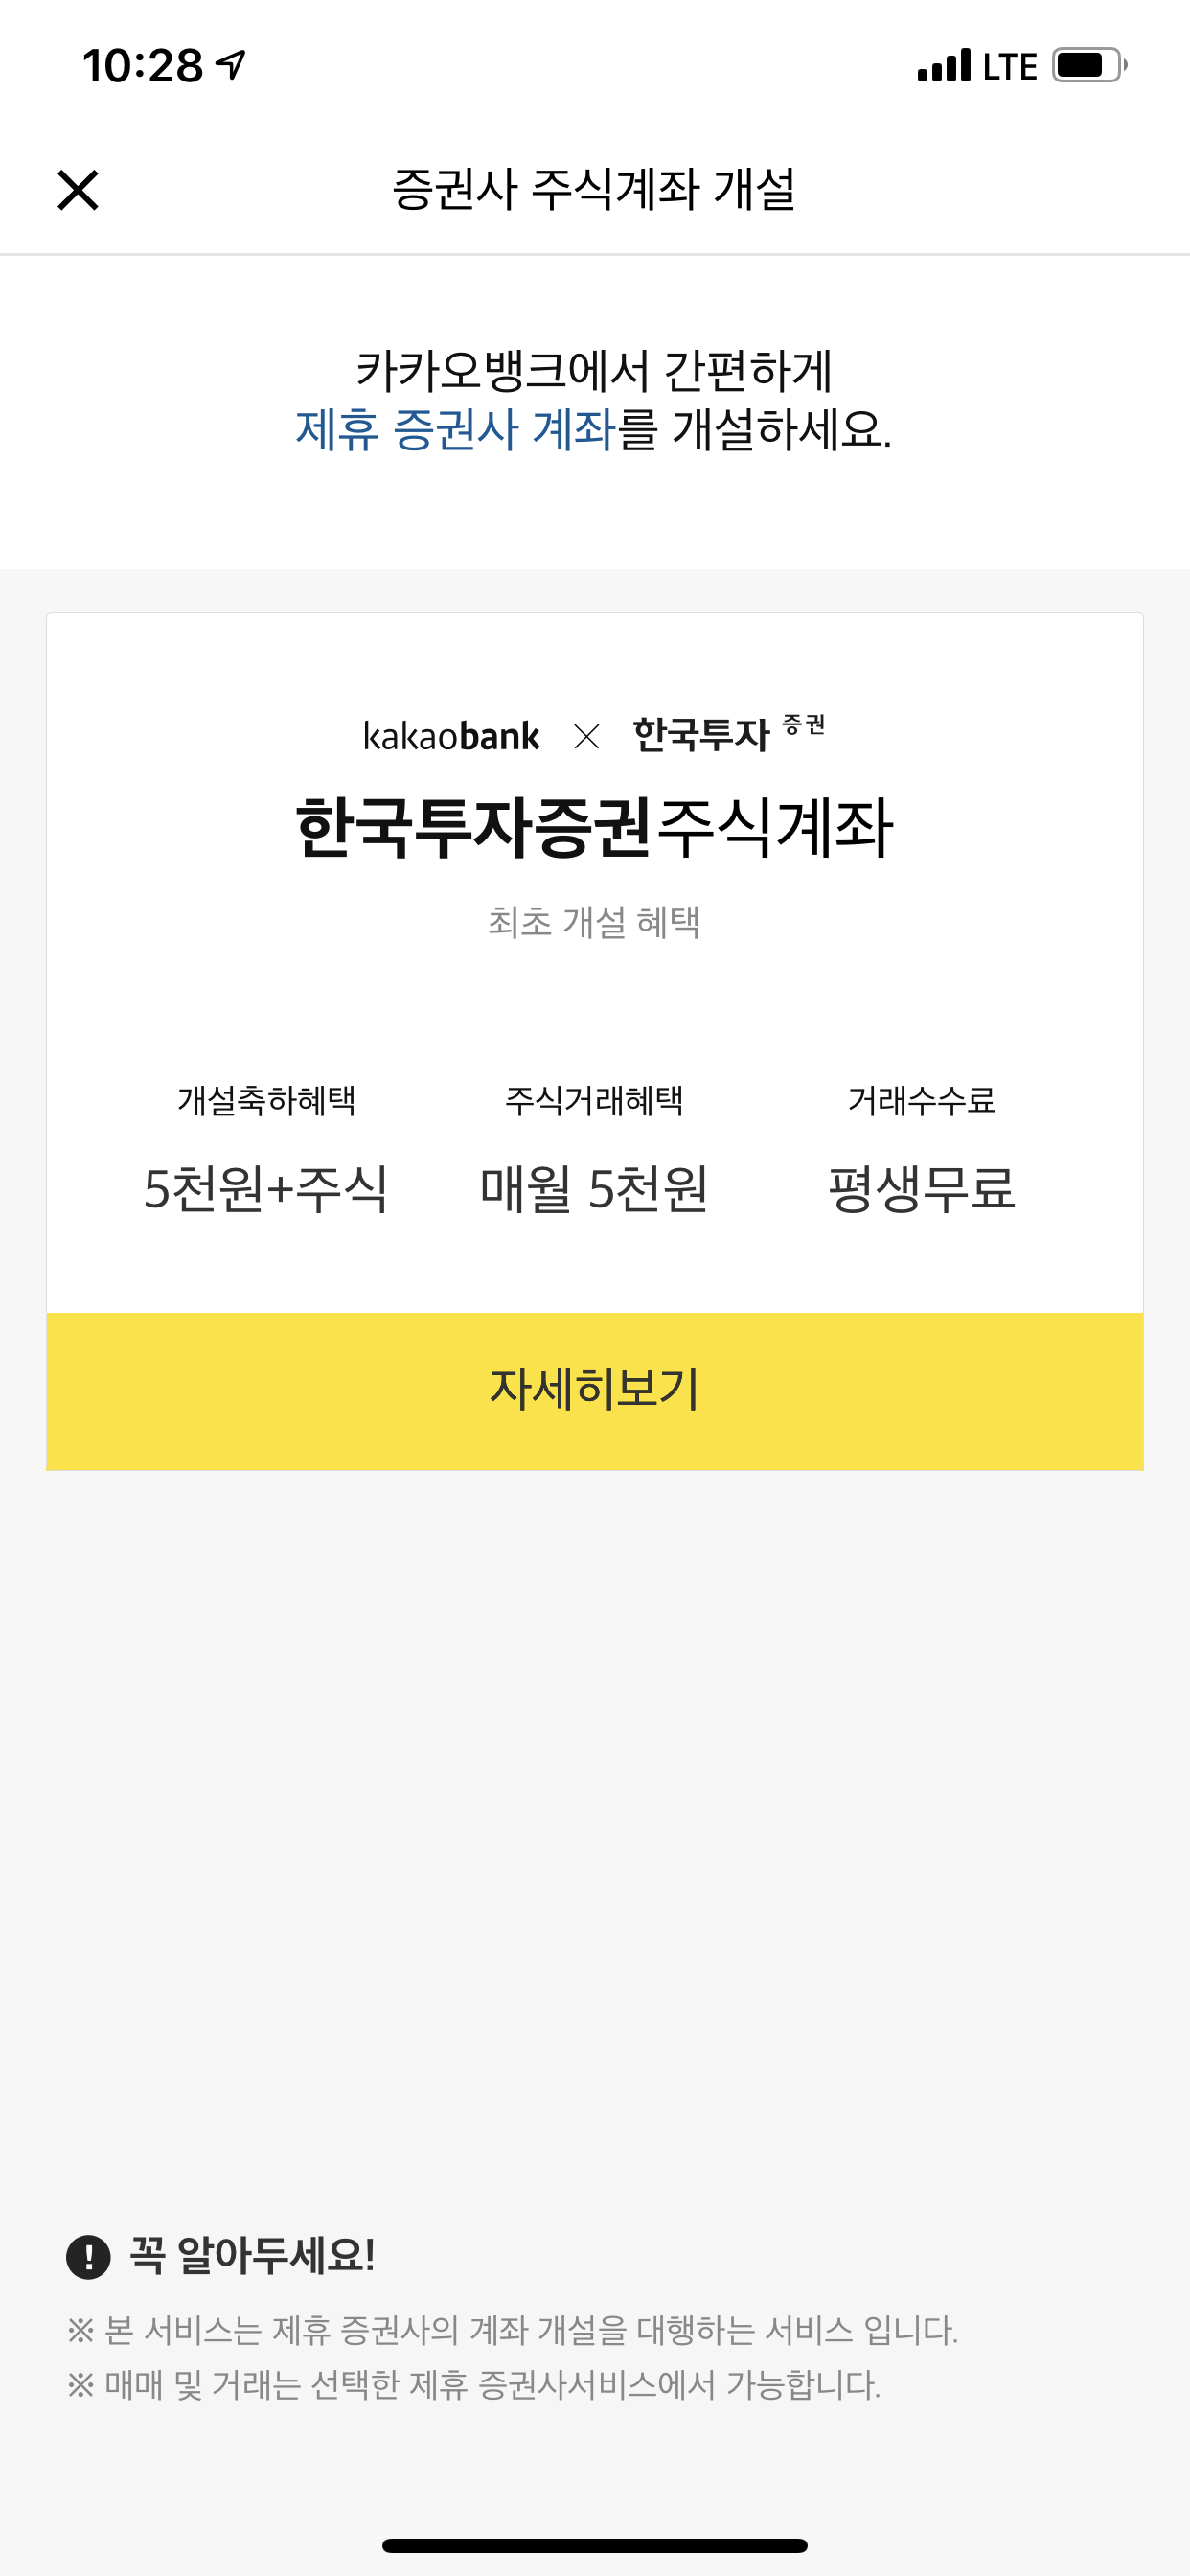 10:28 LTE
증권사 주식계좌 개설
카카오뱅크에서 간편하게
제휴 증권사 계좌를 개설하세요.
kakaobank × 한국투자 증권
한국투자증권주식계좌
최초 개설 혜택
개설축하혜택 주식거래혜택 거래수수료
5천원+주식 매월 5천원 평생무료
자세히보기
! 꼭 알아두세요!
※ 본 서비스는 제휴 증권사의 계좌 개설을 대행하는 서비스 입니다.
※ 매매 및 거래는 선택한 제휴 증권사서비스에서 가능합니다.